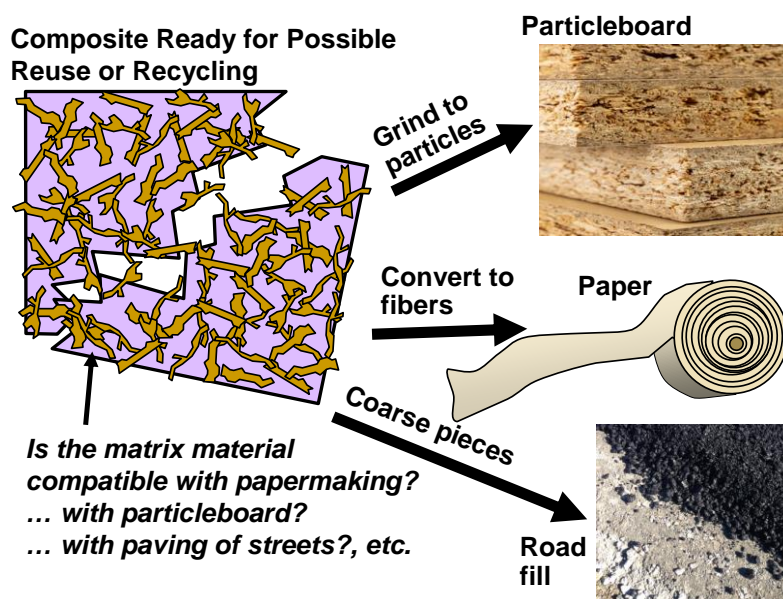 Composite Ready for Possible
Reuse or Recycling
Particleboard
Grind to
particles
Convert to
fibers
Paper
Coarse pieces
Is the matrix material
compatible with papermaking?
… with particleboard?
… with paving of streets?, etc.
Road
fill